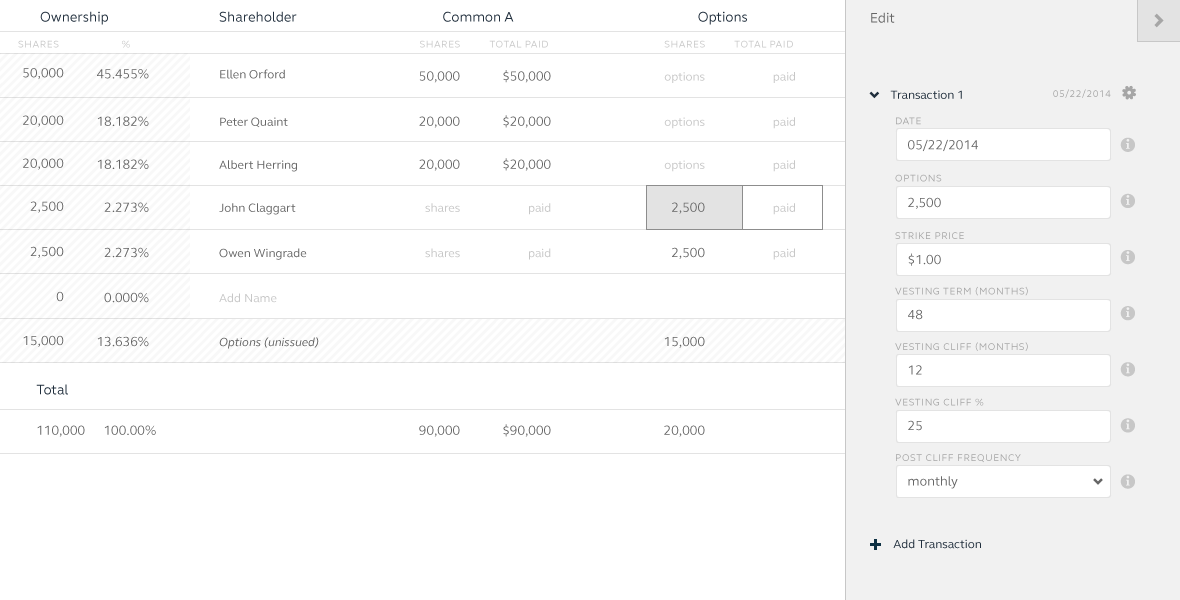 Ownership Shareholder Common A Options
SHARES % SHARES TOTAL PAID SHARES TOTAL PAID
50,000 45.455% Ellen Orford 50,000 $50,000 options paid
20,000 18.182% Peter Quaint 20,000 $20,000 options paid
20,000 18.182% Albert Herring 20,000 $20,000 options paid
2,500 2.273% John Claggart shares paid 2,500 paid
2,500 2.273% Owen Wingrade shares paid 2,500 paid
0 0.000% Add Name
15,000 13.636% Options (unissued) 15,000
Total
110,000 100.00% 90,000 $90,000 20,000
Edit
Transaction 1 05/22/2014
DATE
05/22/2014
OPTIONS
2,500
STRIKE PRICE
$1.00
VESTING TERM (MONTHS)
48
VESTING CLIFF (MONTHS)
12
VESTING CLIFF %
25
POST CLIFF FREQUENCY
monthly
Add Transaction